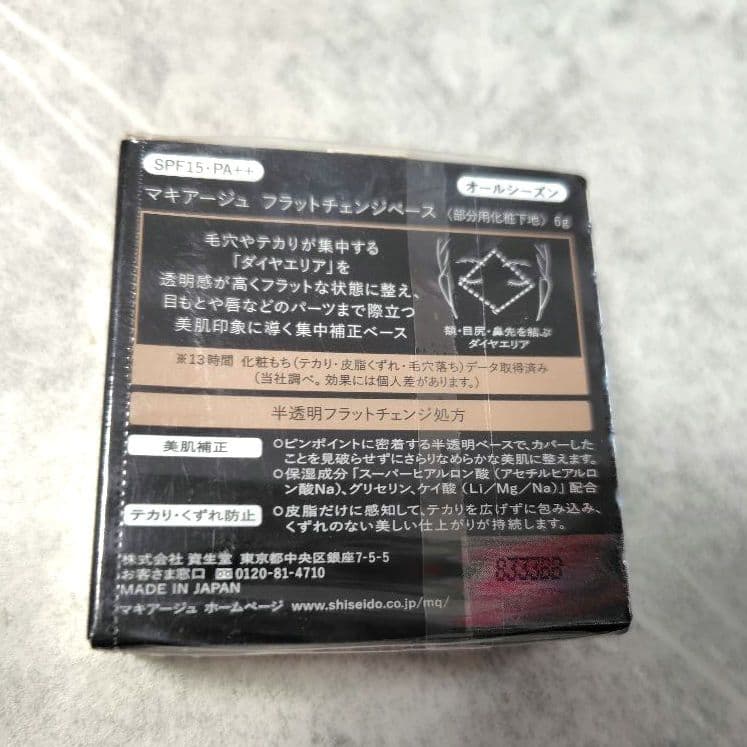 SPF15・PA++
オールシーズン
マキアージュ フラットチェンジベース 〈部分用化粧下地〉 6g
毛穴やテカリが集中する
「ダイヤエリア」を
透明感が高くフラットな状態に整え、
目もとや唇などのパーツまで際立つ
美肌印象に導く集中補正ベース
額・目尻・鼻先を結ぶ
ダイヤエリア
※13時間 化粧もち(テカリ・皮脂くずれ・毛穴落ち)データ取得済み
(当社調べ。効果には個人差があります。)
半透明フラットチェンジ処方
美肌補正
○ピンポイントに密着する半透明ベースで、カバーした
ことを見破らせずにさらりなめらかな美肌に整えます。
○保湿成分「スーパーヒアルロン酸(アセチルヒアルロ
ン酸Na)、グリセリン、ケイ酸(Li/Mg/Na)」配合
テカリ・くずれ防止
○皮脂だけに感知して、テカリを広げずに包み込み、
くずれのない美しい仕上がりが持続します。
株式会社 資生堂 東京都中央区銀座7-5-5
お客さま窓口 0120-81-4710
MADE IN JAPAN
マキアージュ ホームページ www.shiseido.co.jp/mq/